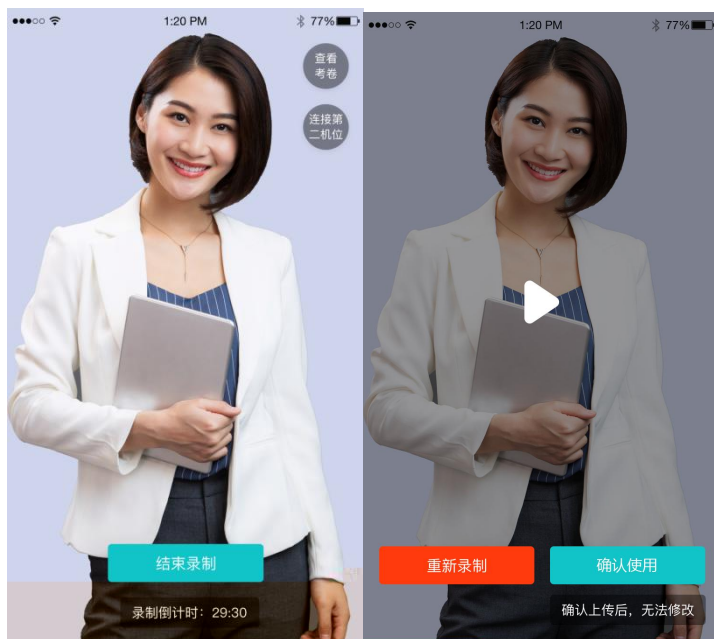 1:20 PM
77%
查看
考卷
连接第
二机位
结束录制
录制倒计时：29:30
1:20 PM
77%
重新录制
确认使用
确认上传后，无法修改